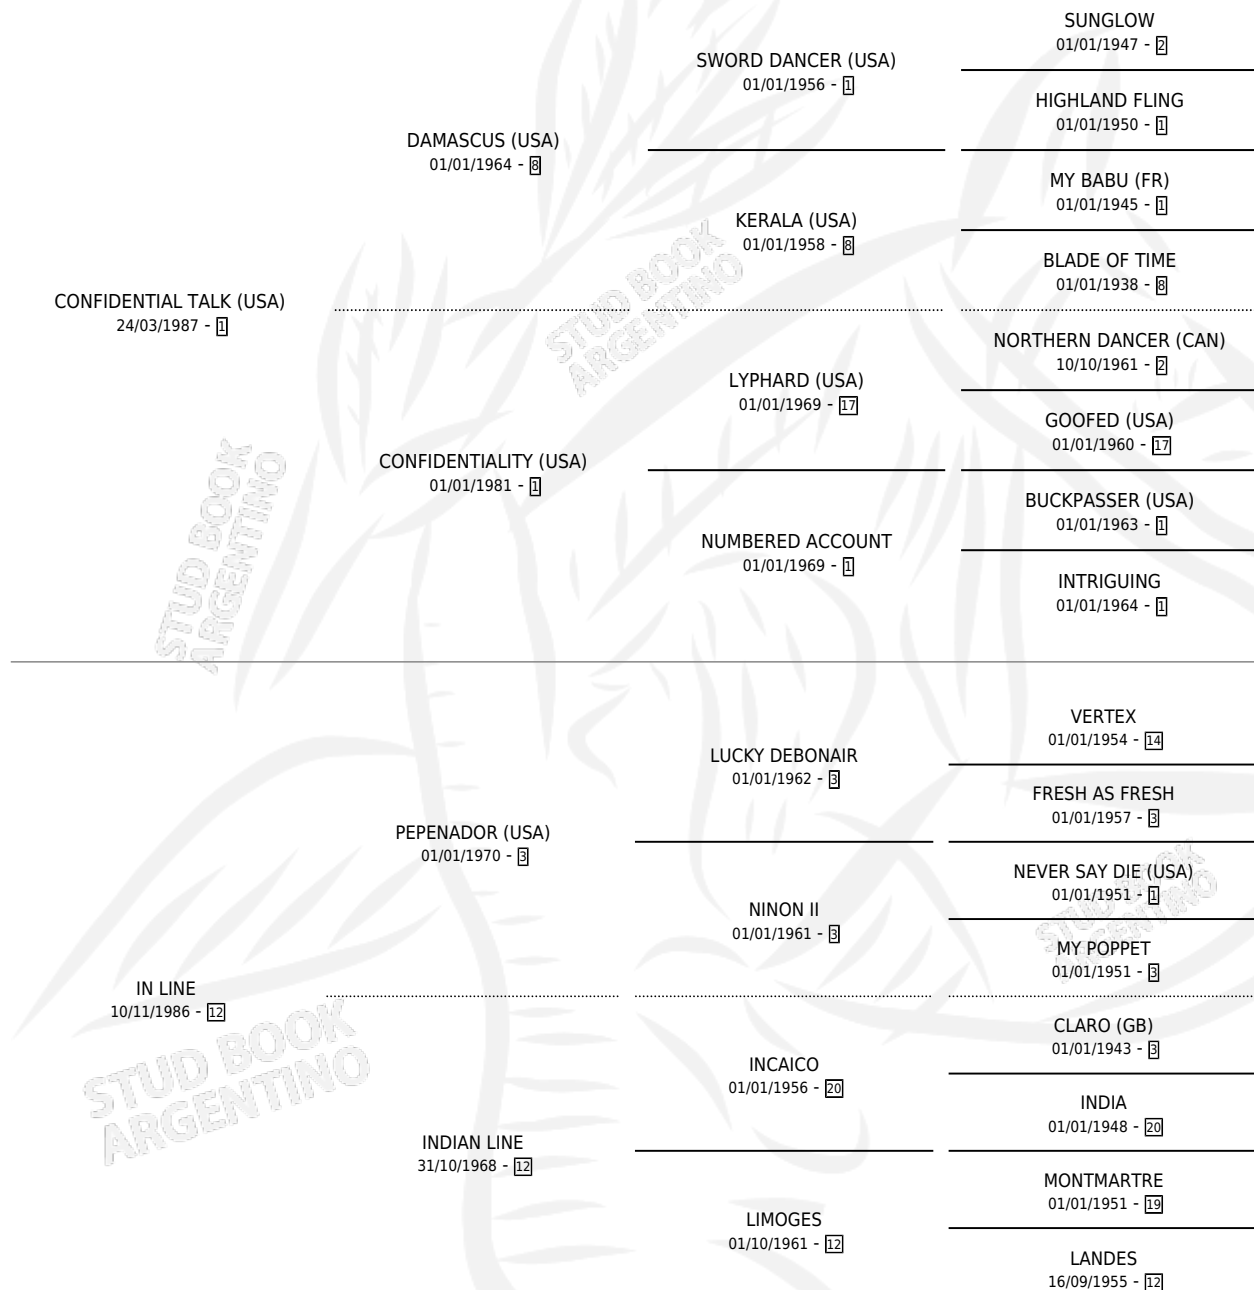 SUNGLOW
01/01/1947 - 2
SWORD DANCER (USA)
01/01/1956 - 1
HIGHLAND FLING
01/01/1950 - 1
DAMASCUS (USA)
01/01/1964 - 8
MY BABU (FR)
01/01/1945 - 1
KERALA (USA)
01/01/1958 - 8
BLADE OF TIME
01/01/1938 - 8
CONFIDENTIAL TALK (USA)
24/03/1987 - 1
NORTHERN DANCER (CAN)
10/10/1961 - 2
LYPHARD (USA)
01/01/1969 - 17
GOOFED (USA)
01/01/1960 - 17
CONFIDENTIALITY (USA)
01/01/1981 - 1
BUCKPASSER (USA)
01/01/1963 - 1
NUMBERED ACCOUNT
01/01/1969 - 1
INTRIGUING
01/01/1964 - 1
STUD BOOK
ARGENTINO
STUD BOOK
ARGENTINO
VERTEX
01/01/1954 - 14
LUCKY DEBONAIR
01/01/1962 - 3
FRESH AS FRESH
01/01/1957 - 3
PEPENADOR (USA)
01/01/1970 - 3
NEVER SAY DIE (USA)
01/01/1951 - 1
NINON II
01/01/1961 - 3
MY POPPET
01/01/1951 - 3
IN LINE
10/11/1986 - 12
CLARO (GB)
01/01/1943 - 3
INCAICO
01/01/1956 - 20
INDIA
01/01/1948 - 20
INDIAN LINE
31/10/1968 - 12
MONTMARTRE
01/01/1951 - 19
LIMOGES
01/10/1961 - 12
LANDES
16/09/1955 - 12
STUD BOOK
ARGENTINO
STUD BOOK
ARGENTINO